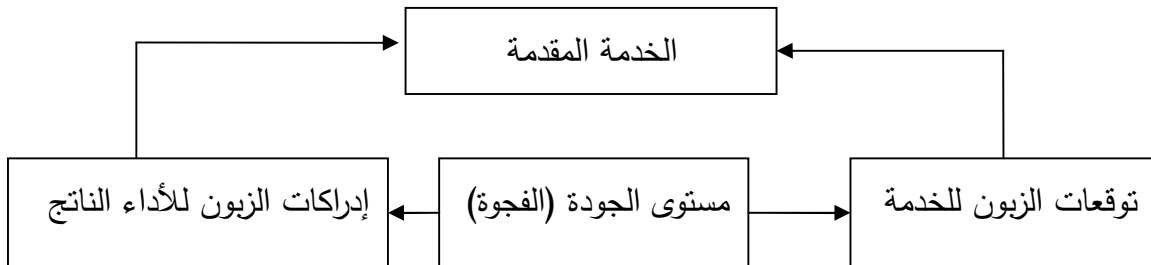 الخدمة المقدمة
توقعات الزبون للخدمة
مستوى الجودة (الفجوة)
إدراكات الزبون للأداء الناتج